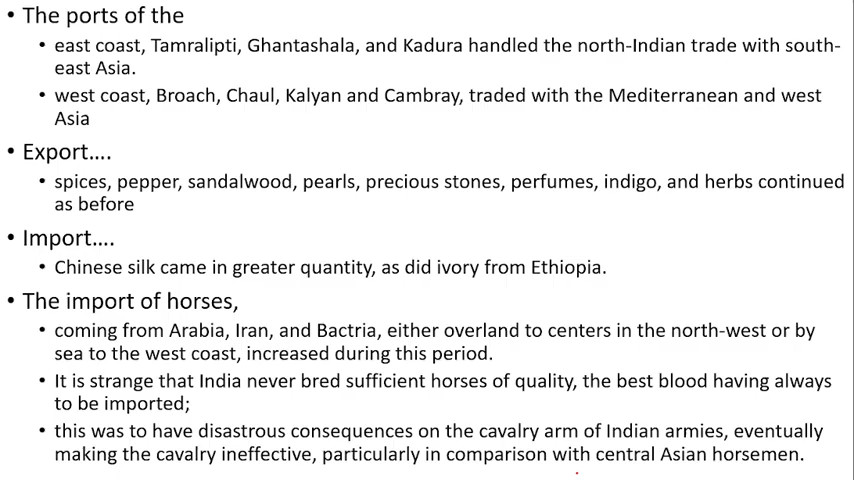 • The ports of the
• east coast, Tamralipti, Ghantashala, and Kadura handled the north-Indian trade with south-
east Asia.
• west coast, Broach, Chaul, Kalyan and Cambray, traded with the Mediterranean and west
Asia
• Export....
• spices, pepper, sandalwood, pearls, precious stones, perfumes, indigo, and herbs continued
as before
• Import....
• Chinese silk came in greater quantity, as did ivory from Ethiopia.
• The import of horses,
• coming from Arabia, Iran, and Bactria, either overland to centers in the north-west or by
sea to the west coast, increased during this period.
• It is strange that India never bred sufficient horses of quality, the best blood having always
to be imported;
• this was to have disastrous consequences on the cavalry arm of Indian armies, eventually
making the cavalry ineffective, particularly in comparison with central Asian horsemen.